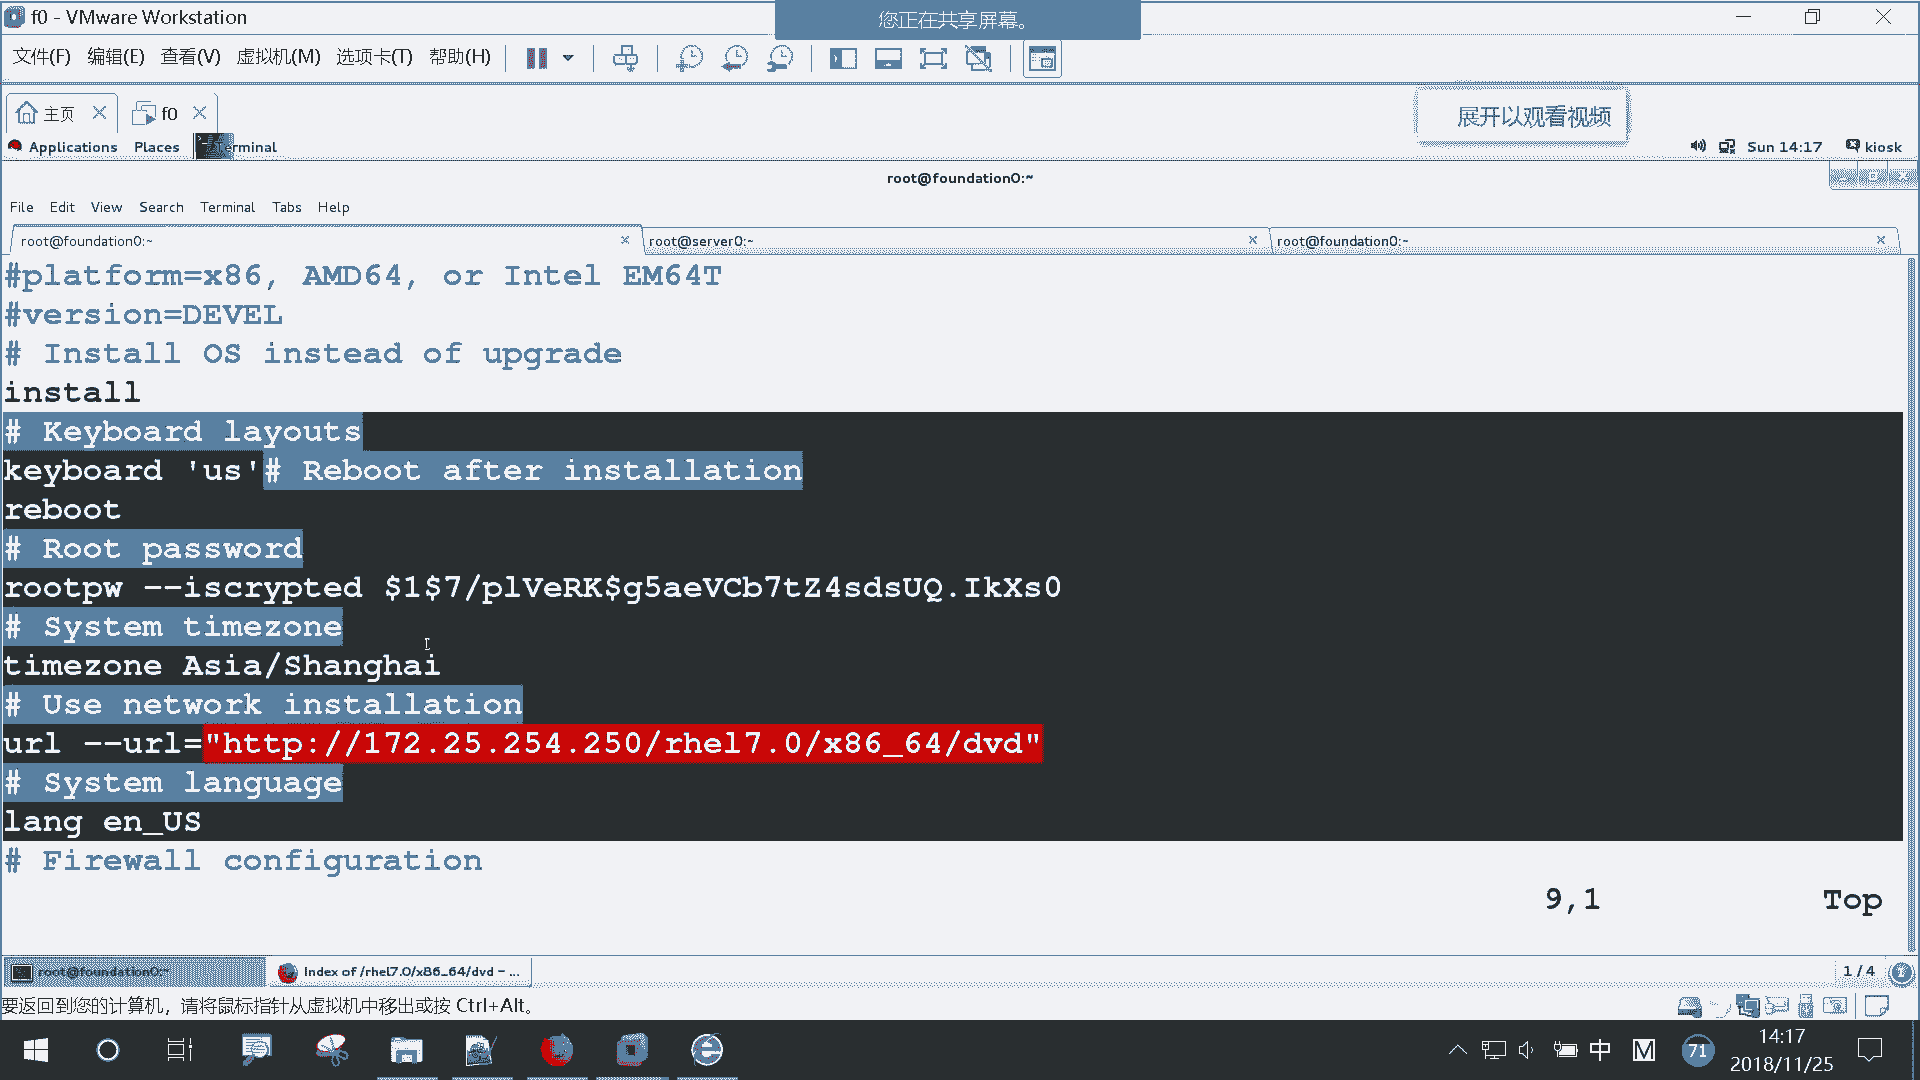 f0 - VMware Workstation
您正在共享屏幕。
文件(F) 编辑(E) 查看(V) 虚拟机(M) 选项卡(T) 帮助(H)
主页 f0
展开以观看视频
Applications Places Terminal
Sun 14:17 kiosk
root@foundation0:~
File Edit View Search Terminal Tabs Help
root@foundation0:~ root@server0:~ root@foundation0:~
#platform=x86, AMD64, or Intel EM64T
#version=DEVEL
# Install OS instead of upgrade
install
# Keyboard layouts
keyboard 'us'# Reboot after installation
reboot
# Root password
rootpw --iscrypted $1$7/plVeRK$g5aeVCb7tZ4sdsUQ.IkXs0
# System timezone
timezone Asia/Shanghai
# Use network installation
url --url="http://172.25.254.250/rhel7.0/x86_64/dvd"
# System language
lang en_US
# Firewall configuration
9,1 Top
root@foundation0:~ Index of /rhel7.0/x86_64/dvd - ...
1 / 4
要返回到您的计算机，请将鼠标指针从虚拟机中移出或按 Ctrl+Alt。
中 M 71
14:17
2018/11/25